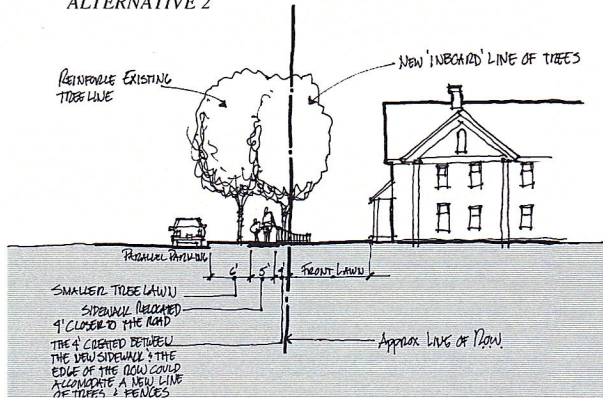 ALTERNATIVE 2
REINFORCE EXISTING
TREE LINE
NEW 'INBOARD' LINE OF TREES
PARALLEL PARKING
6' 5' 4' FRONT LAWN
SMALLER TREE LAWN
SIDEWALK RELOCATED
4' CLOSER TO THE ROAD
THE 4' CREATED BETWEEN
THE NEW SIDEWALK & THE
EDGE OF THE ROW COULD
ACCOMODATE A NEW LINE
OF TREES & FENCES
APPROX LINE OF ROW.